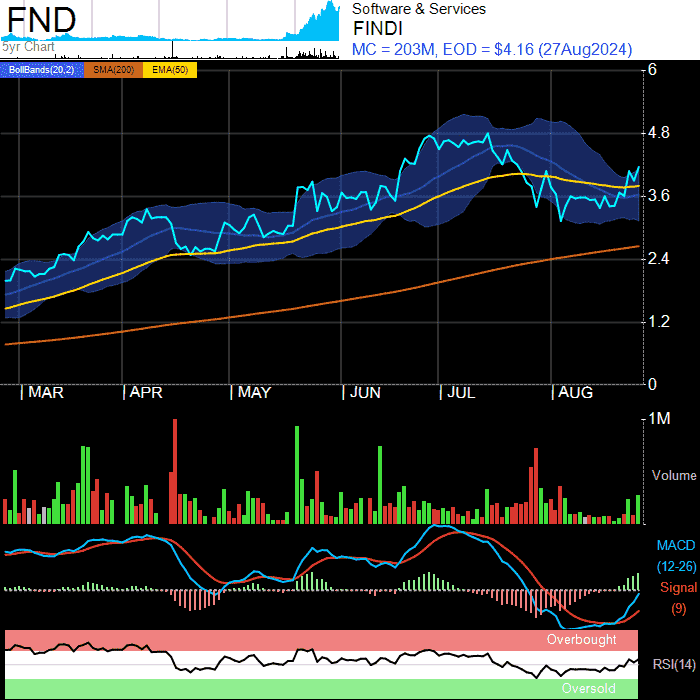 FND
5yr Chart
Software & Services
FINDI
MC = 203M, EOD = $4.16 (27Aug2024)
BollBands(20,2) SMA(200) EMA(50)
6
4.8
3.6
2.4
1.2
0
MAR APR MAY JUN JUL AUG
1M
Volume
MACD
(12-26)
Signal
(9)
Overbought
RSI(14)
Oversold